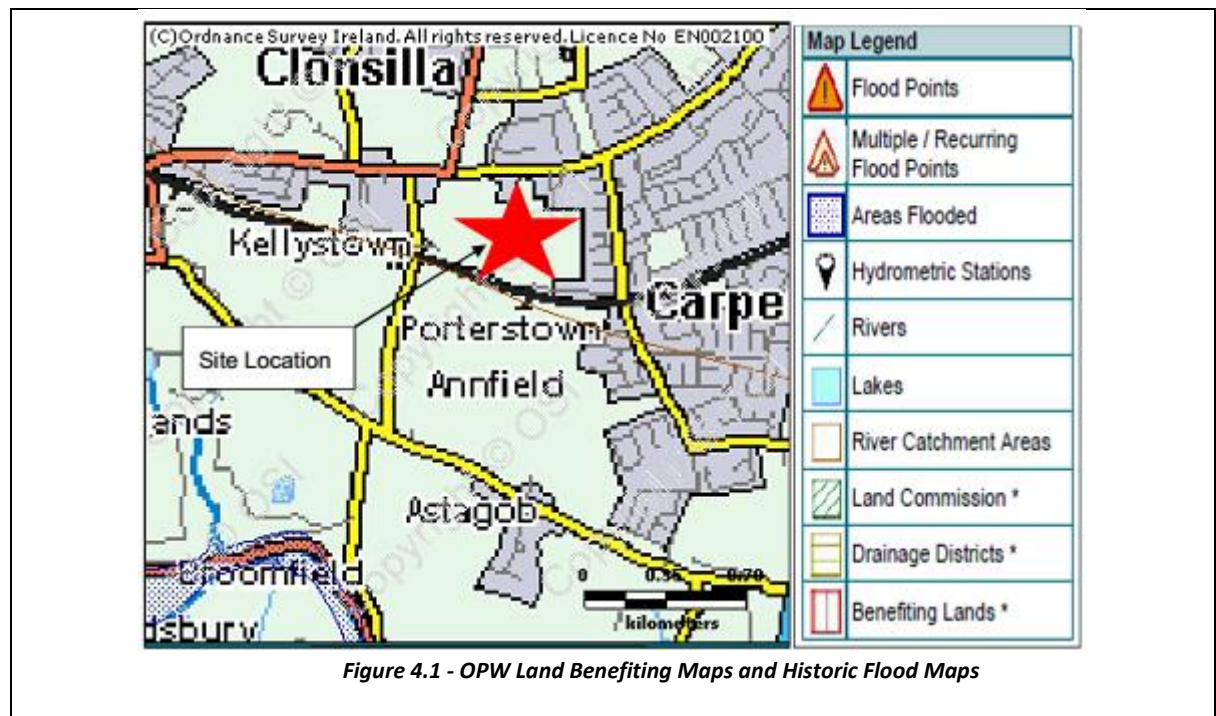 (C)Ordnance Survey Ireland. All rights reserved. Licence No EN002100
Clonsilla
Kellystown
Carpe
Porterstown
Site Location
Annfield
ands
Astagob
Broomfield
0 0.35 0.70
kilometers
dsbury
Map Legend
Flood Points
Multiple / Recurring
Flood Points
Areas Flooded
Hydrometric Stations
Rivers
Lakes
River Catchment Areas
Land Commission *
Drainage Districts *
Benefiting Lands *
Figure 4.1 - OPW Land Benefiting Maps and Historic Flood Maps